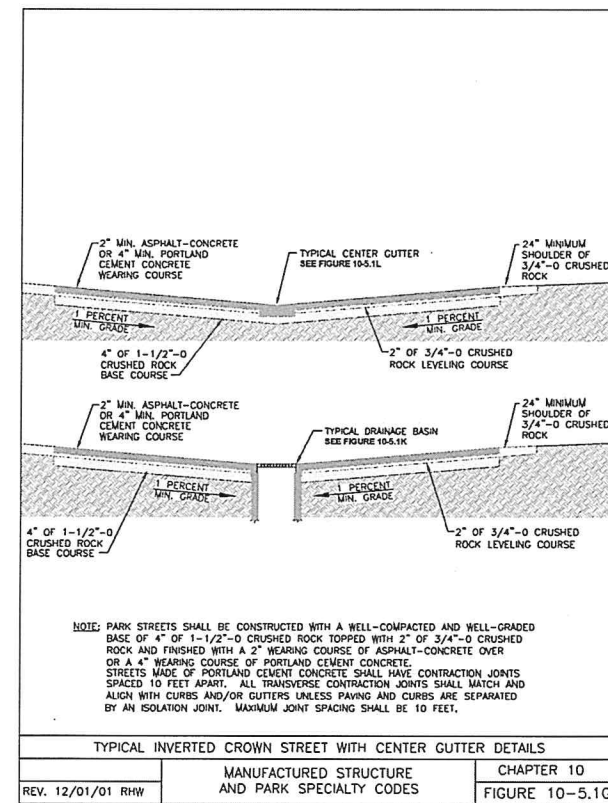 2" MIN. ASPHALT-CONCRETE
OR 4" MIN. PORTLAND
CEMENT CONCRETE
WEARING COURSE
TYPICAL CENTER GUTTER
SEE FIGURE 10-5.1L
24" MINIMUM
SHOULDER OF
3/4"-0 CRUSHED
ROCK
1 PERCENT
MIN. GRADE
1 PERCENT
MIN. GRADE
4" OF 1-1/2"-0
CRUSHED ROCK
BASE COURSE
2" OF 3/4"-0 CRUSHED
ROCK LEVELING COURSE
2" MIN. ASPHALT-CONCRETE
OR 4" MIN. PORTLAND
CEMENT CONCRETE
WEARING COURSE
TYPICAL DRAINAGE BASIN
SEE FIGURE 10-5.1K
24" MINIMUM
SHOULDER OF
3/4"-0 CRUSHED
ROCK
1 PERCENT
MIN. GRADE
1 PERCENT
MIN. GRADE
4" OF 1-1/2"-0
CRUSHED ROCK
BASE COURSE
2" OF 3/4"-0 CRUSHED
ROCK LEVELING COURSE
NOTE: PARK STREETS SHALL BE CONSTRUCTED WITH A WELL-COMPACTED AND WELL-GRADED
BASE OF 4" OF 1-1/2"-0 CRUSHED ROCK TOPPED WITH 2" OF 3/4"-0 CRUSHED
ROCK AND FINISHED WITH A 2" WEARING COURSE OF ASPHALT-CONCRETE OVER
OR A 4" WEARING COURSE OF PORTLAND CEMENT CONCRETE.
STREETS MADE OF PORTLAND CEMENT CONCRETE SHALL HAVE CONTRACTION JOINTS
SPACED 10 FEET APART. ALL TRANSVERSE CONTRACTION JOINTS SHALL MATCH AND
ALIGN WITH CURBS AND/OR GUTTERS UNLESS PAVING AND CURBS ARE SEPARATED
BY AN ISOLATION JOINT. MAXIMUM JOINT SPACING SHALL BE 10 FEET.
TYPICAL INVERTED CROWN STREET WITH CENTER GUTTER DETAILS
REV. 12/01/01 RHW
MANUFACTURED STRUCTURE
AND PARK SPECIALTY CODES
CHAPTER 10
FIGURE 10-5.1G